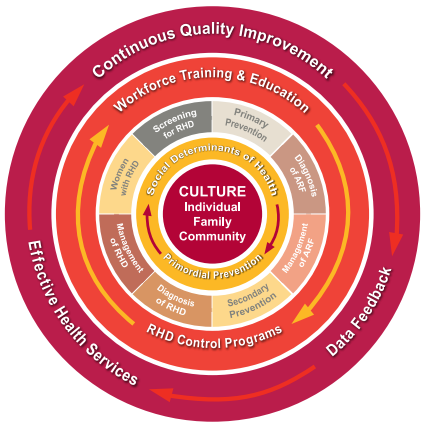 Continuous Quality Improvement
Workforce Training & Education
Screening
for RHD
Primary
Prevention
Diagnosis
of ARF
Management
of ARF
Secondary
Prevention
Diagnosis
of RHD
Management
of RHD
Women
with RHD
Social Determinants of Health
CULTURE
Individual
Family
Community
Primordial Prevention
RHD Control Programs
Data Feedback
Effective Health Services